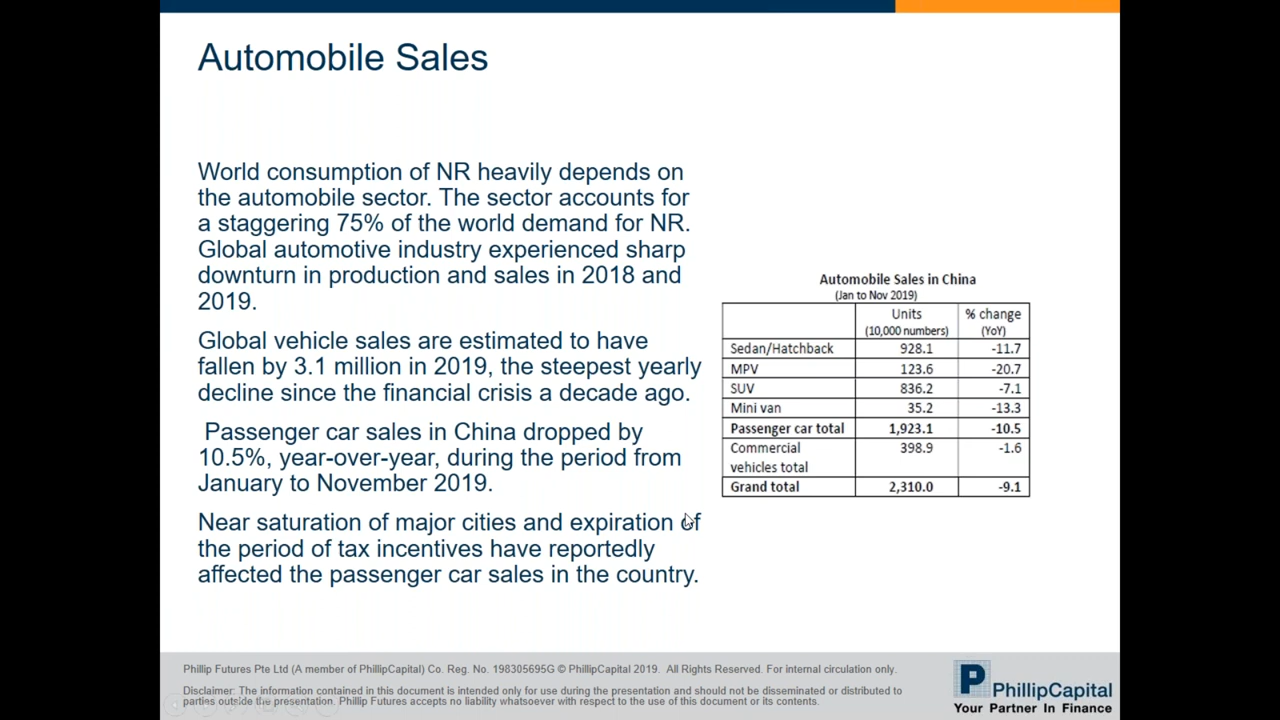 Automobile Sales
World consumption of NR heavily depends on
the automobile sector. The sector accounts for
a staggering 75% of the world demand for NR.
Global automotive industry experienced sharp
downturn in production and sales in 2018 and
2019.
Global vehicle sales are estimated to have
fallen by 3.1 million in 2019, the steepest yearly
decline since the financial crisis a decade ago.
Passenger car sales in China dropped by
10.5%, year-over-year, during the period from
January to November 2019.
Near saturation of major cities and expiration of
the period of tax incentives have reportedly
affected the passenger car sales in the country.
Automobile Sales in China
(Jan to Nov 2019)
Units % change
(10,000 numbers) (YoY)
Sedan/Hatchback 928.1 -11.7
MPV 123.6 -20.7
SUV 836.2 -7.1
Mini van 35.2 -13.3
Passenger car total 1,923.1 -10.5
Commercial 398.9 -1.6
vehicles total
Grand total 2,310.0 -9.1
Phillip Futures Pte Ltd (A member of PhillipCapital) Co. Reg. No. 198305695G © PhillipCapital 2019. All Rights Reserved. For internal circulation only.
Disclaimer: The information contained in this document is intended only for use during the presentation and should not be disseminated or distributed to
parties outside the presentation. Phillip Futures accepts no liability whatsoever with respect to the use of this document or its contents.
P PhillipCapital
Your Partner In Finance